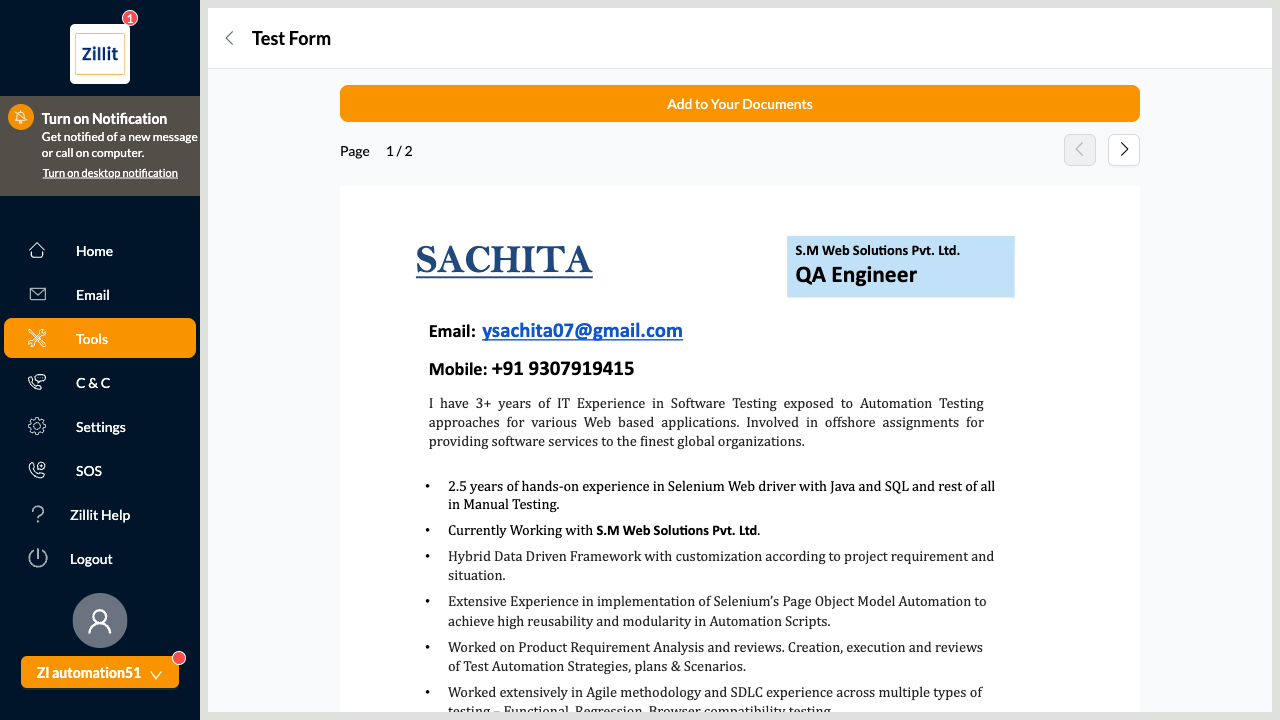 1
Zillit
Turn on Notification
Get notified of a new message
or call on computer.
Turn on desktop notification
Home
Email
Tools
C & C
Settings
SOS
Zillit Help
Logout
ZI automation51
Test Form
Add to Your Documents
Page 1 / 2
SACHITA
S.M Web Solutions Pvt. Ltd.
QA Engineer
Email: ysachita07@gmail.com
Mobile: +91 9307919415
I have 3+ years of IT Experience in Software Testing exposed to Automation Testing
approaches for various Web based applications. Involved in offshore assignments for
providing software services to the finest global organizations.
• 2.5 years of hands-on experience in Selenium Web driver with Java and SQL and rest of all
in Manual Testing.
• Currently Working with S.M Web Solutions Pvt. Ltd.
• Hybrid Data Driven Framework with customization according to project requirement and
situation.
• Extensive Experience in implementation of Selenium’s Page Object Model Automation to
achieve high reusability and modularity in Automation Scripts.
• Worked on Product Requirement Analysis and reviews. Creation, execution and reviews
of Test Automation Strategies, plans & Scenarios.
• Worked extensively in Agile methodology and SDLC experience across multiple types of
testing – Functional, Regression, Browser compatibility testing.